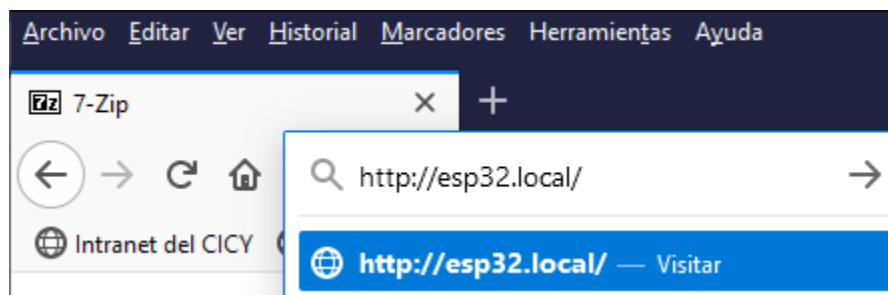 Archivo Editar Ver Historial Marcadores Herramientas Ayuda
7z 7-Zip
http://esp32.local/
Intranet del CICY
http://esp32.local/ — Visitar